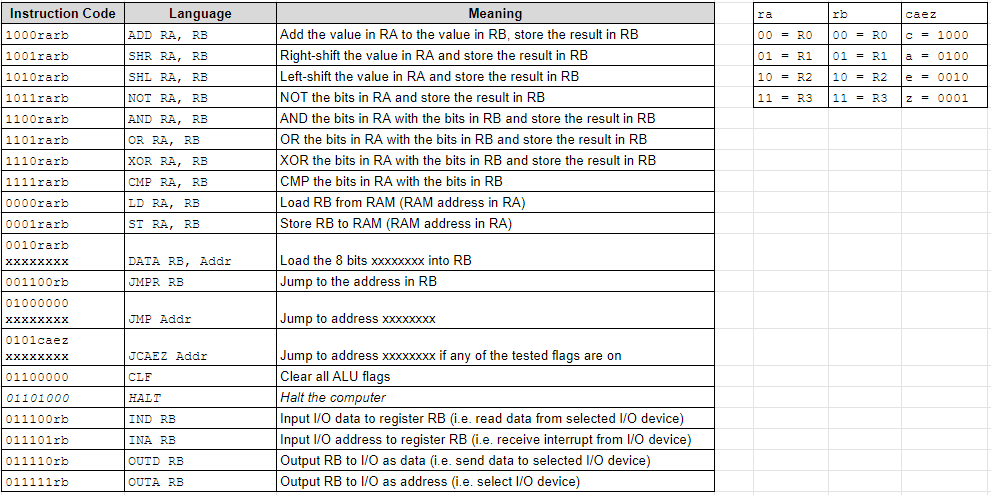 Instruction Code Language Meaning ra rb caez
1000rarb ADD RA, RB Add the value in RA to the value in RB, store the result in RB 00 = R0 00 = R0 c = 1000
1001rarb SHR RA, RB Right-shift the value in RA and store the result in RB 01 = R1 01 = R1 a = 0100
1010rarb SHL RA, RB Left-shift the value in RA and store the result in RB 10 = R2 10 = R2 e = 0010
1011rarb NOT RA, RB NOT the bits in RA and store the result in RB 11 = R3 11 = R3 z = 0001
1100rarb AND RA, RB AND the bits in RA with the bits in RB and store the result in RB
1101rarb OR RA, RB OR the bits in RA with the bits in RB and store the result in RB
1110rarb XOR RA, RB XOR the bits in RA with the bits in RB and store the result in RB
1111rarb CMP RA, RB CMP the bits in RA with the bits in RB
0000rarb LD RA, RB Load RB from RAM (RAM address in RA)
0001rarb ST RA, RB Store RB to RAM (RAM address in RA)
0010rarb
xxxxxxxx DATA RB, Addr Load the 8 bits xxxxxxxx into RB
001100rb JMPR RB Jump to the address in RB
01000000
xxxxxxxx JMP Addr Jump to address xxxxxxxx
0101caez
xxxxxxxx JCAEZ Addr Jump to address xxxxxxxx if any of the tested flags are on
01100000 CLF Clear all ALU flags
01101000 HALT Halt the computer
011100rb IND RB Input I/O data to register RB (i.e. read data from selected I/O device)
011101rb INA RB Input I/O address to register RB (i.e. receive interrupt from I/O device)
011110rb OUTD RB Output RB to I/O as data (i.e. send data to selected I/O device)
011111rb OUTA RB Output RB to I/O as address (i.e. select I/O device)